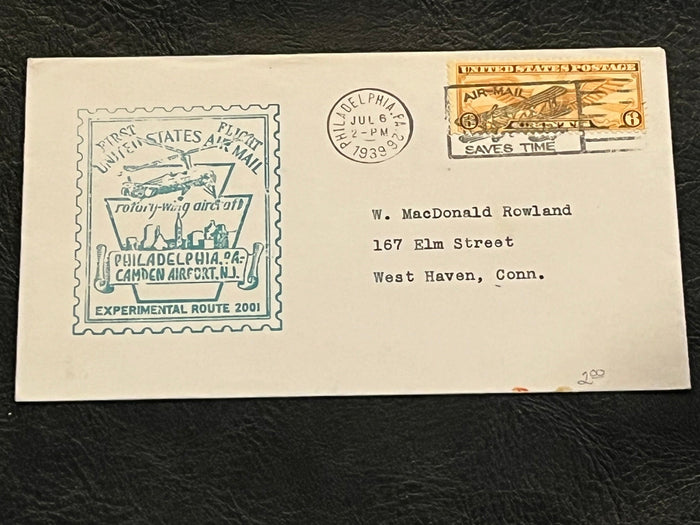 FIRST FLIGHT
UNITED STATES AIR MAIL
rotary-wing aircraft
PHILADELPHIA, PA.-
CAMDEN AIRPORT, N.J.
EXPERIMENTAL ROUTE 2001
PHILADELPHIA, PA.
JUL 6
2-PM
1939
UNITED STATES POSTAGE
AIR MAIL
6 6
SAVES TIME
W. MacDonald Rowland
167 Elm Street
West Haven, Conn.
2.00